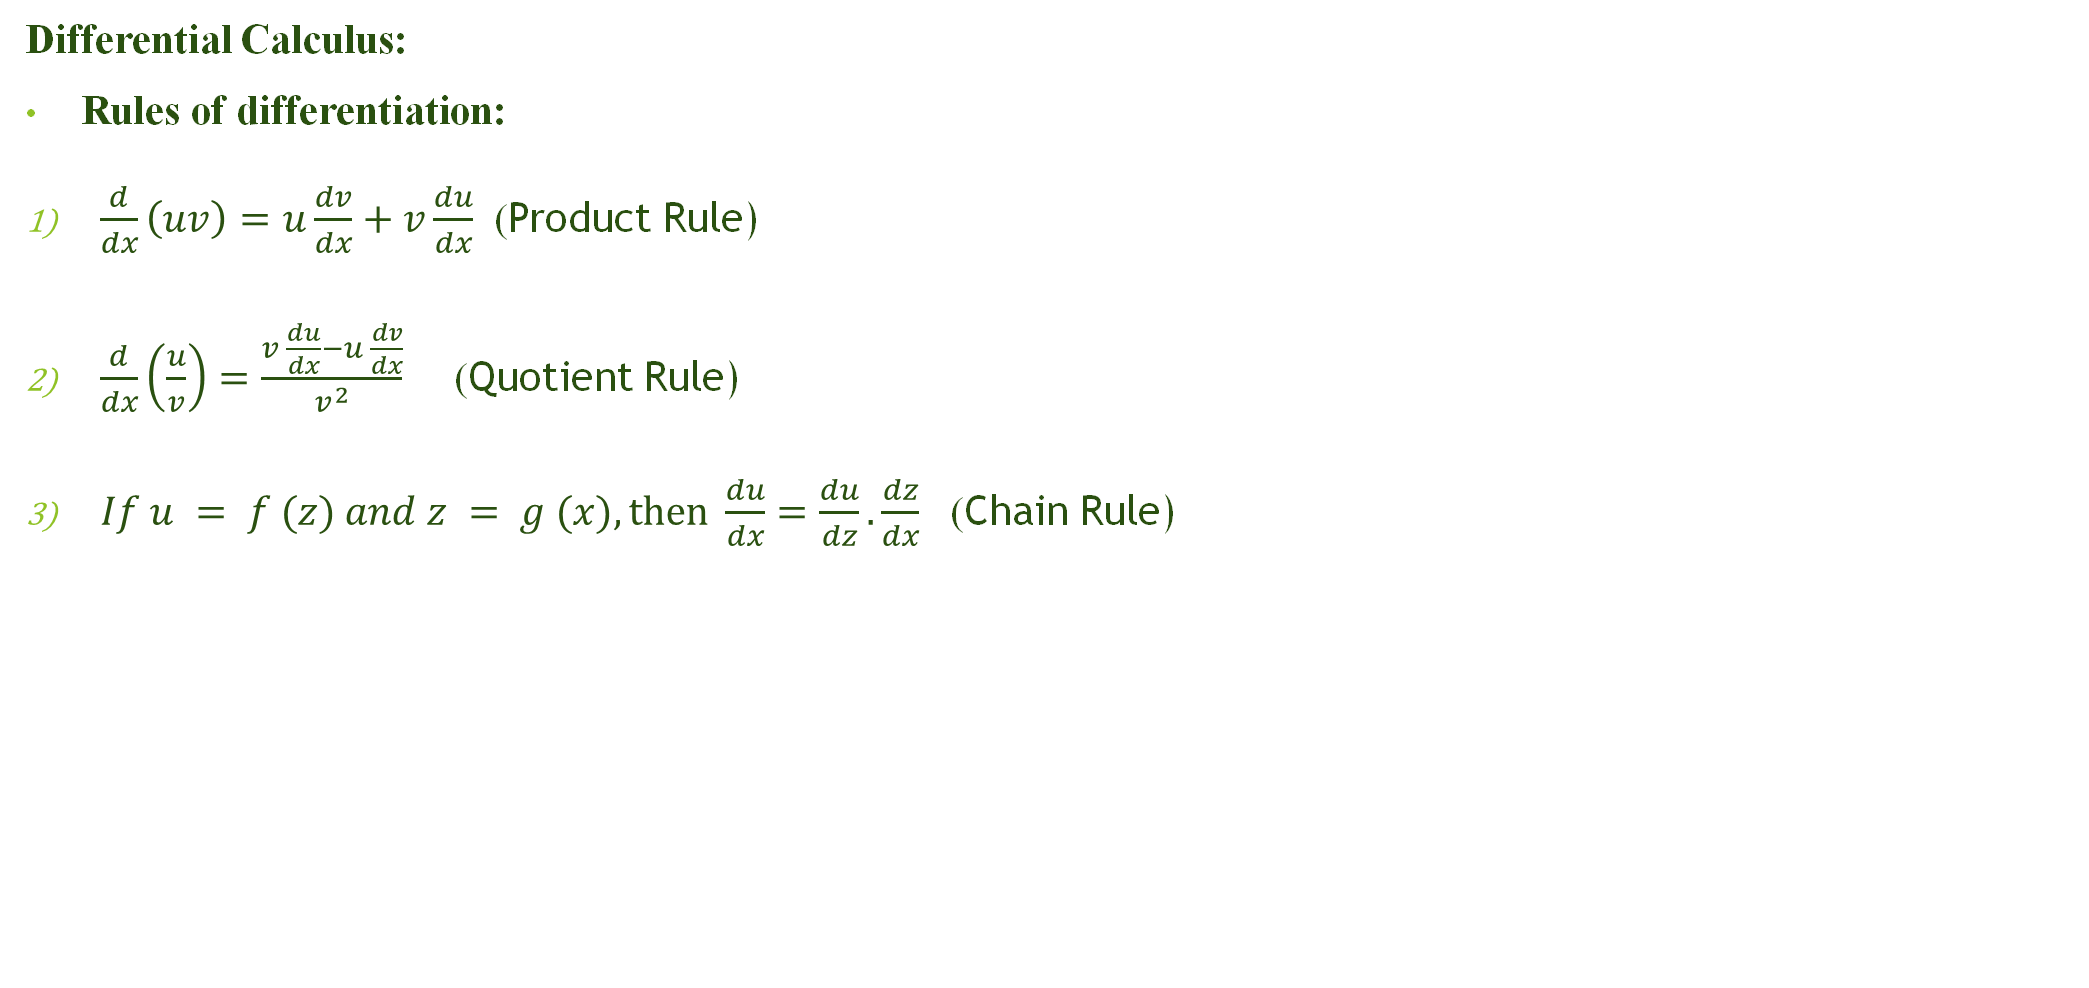 Differential Calculus:
• Rules of differentiation:
1) d/dx (uv) = u dv/dx + v du/dx (Product Rule)
2) d/dx (u/v) = (v du/dx − u dv/dx) / v² (Quotient Rule)
3) If u = f (z) and z = g (x), then du/dx = du/dz . dz/dx (Chain Rule)